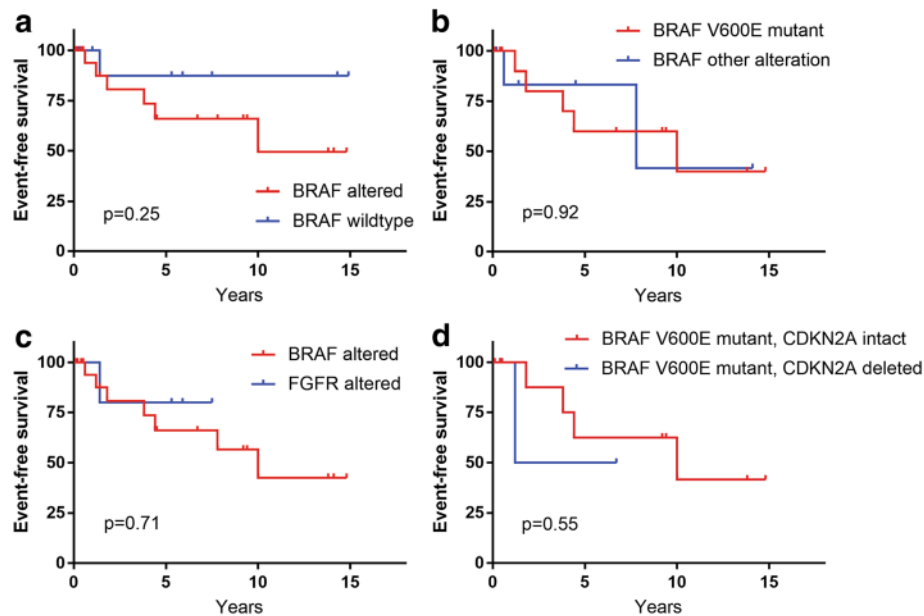 a
Event-free survival
100
75
50
25
0
p=0.25
BRAF altered
BRAF wildtype
0 5 10 15
Years
b
Event-free survival
100
75
50
25
0
BRAF V600E mutant
BRAF other alteration
p=0.92
0 5 10 15
Years
c
Event-free survival
100
75
50
25
0
BRAF altered
FGFR altered
p=0.71
0 5 10 15
Years
d
Event-free survival
100
75
50
25
0
BRAF V600E mutant, CDKN2A intact
BRAF V600E mutant, CDKN2A deleted
p=0.55
0 5 10 15
Years